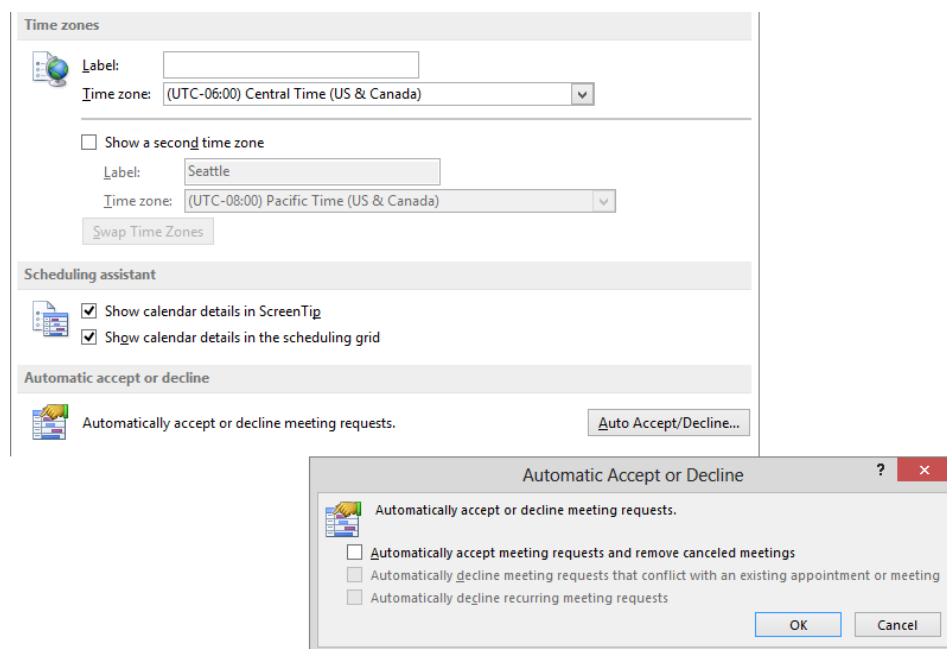 Time zones
Label:
Time zone: (UTC-06:00) Central Time (US & Canada)
Show a second time zone
Label: Seattle
Time zone: (UTC-08:00) Pacific Time (US & Canada)
Swap Time Zones
Scheduling assistant
Show calendar details in ScreenTip
Show calendar details in the scheduling grid
Automatic accept or decline
Automatically accept or decline meeting requests. Auto Accept/Decline...
Automatic Accept or Decline ? ×
Automatically accept or decline meeting requests.
Automatically accept meeting requests and remove canceled meetings
Automatically decline meeting requests that conflict with an existing appointment or meeting
Automatically decline recurring meeting requests
OK Cancel